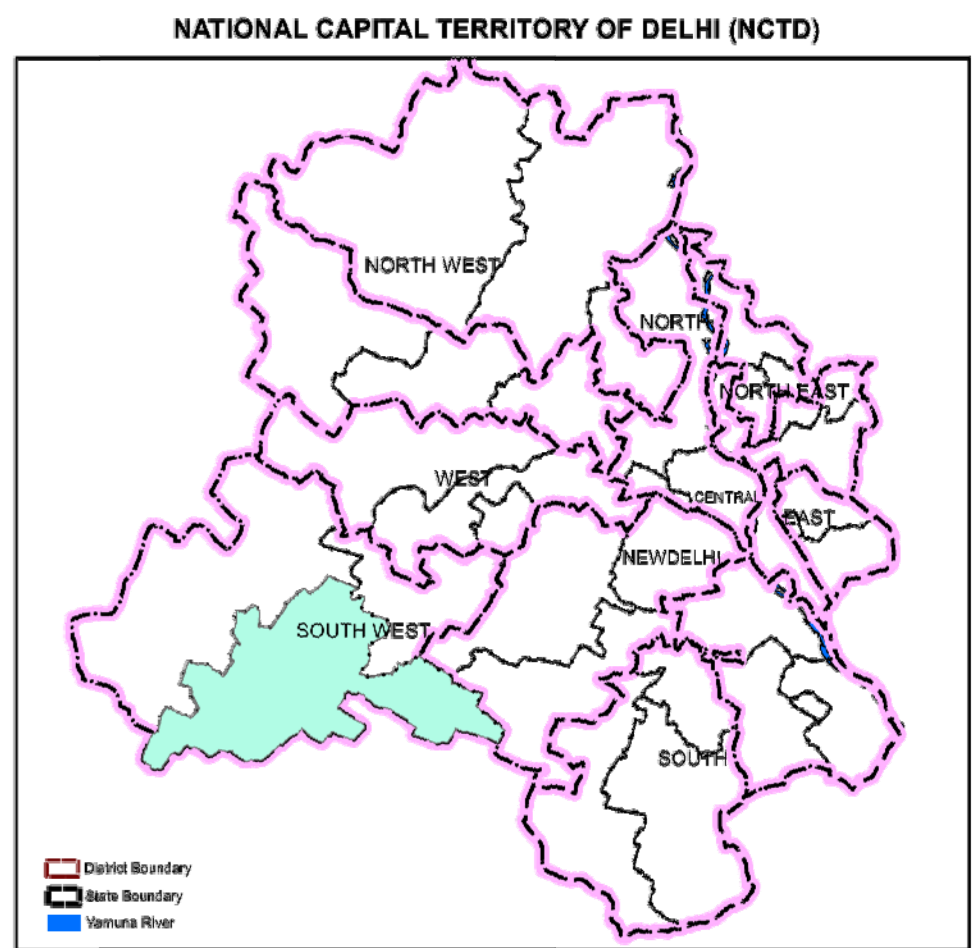 NATIONAL CAPITAL TERRITORY OF DELHI (NCTD)
NORTH WEST
NORTH
NORTH EAST
WEST
CENTRAL
EAST
NEWDELHI
SOUTH WEST
SOUTH
District Boundary
State Boundary
Yamuna River